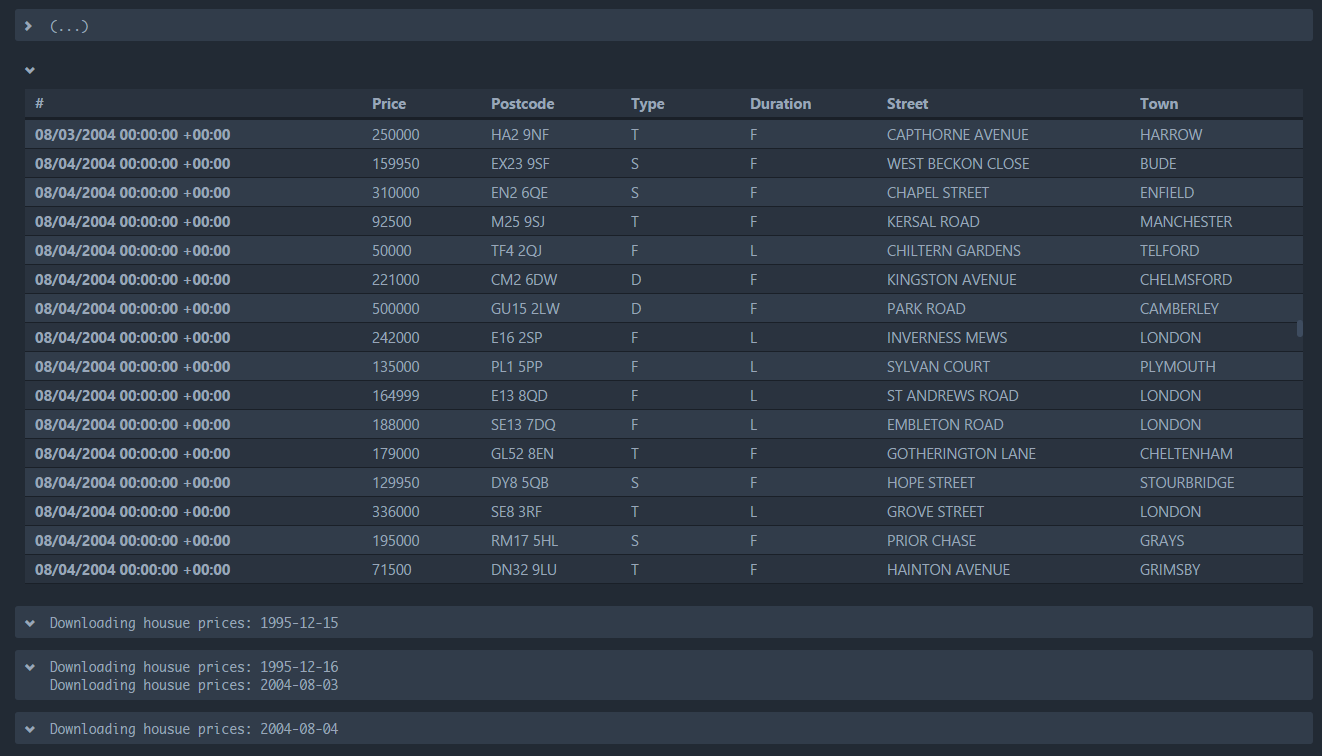 (...)
# Price Postcode Type Duration Street Town
08/03/2004 00:00:00 +00:00 250000 HA2 9NF T F CAPTHORNE AVENUE HARROW
08/04/2004 00:00:00 +00:00 159950 EX23 9SF S F WEST BECKON CLOSE BUDE
08/04/2004 00:00:00 +00:00 310000 EN2 6QE S F CHAPEL STREET ENFIELD
08/04/2004 00:00:00 +00:00 92500 M25 9SJ T F KERSAL ROAD MANCHESTER
08/04/2004 00:00:00 +00:00 50000 TF4 2QJ F L CHILTERN GARDENS TELFORD
08/04/2004 00:00:00 +00:00 221000 CM2 6DW D F KINGSTON AVENUE CHELMSFORD
08/04/2004 00:00:00 +00:00 500000 GU15 2LW D F PARK ROAD CAMBERLEY
08/04/2004 00:00:00 +00:00 242000 E16 2SP F L INVERNESS MEWS LONDON
08/04/2004 00:00:00 +00:00 135000 PL1 5PP F L SYLVAN COURT PLYMOUTH
08/04/2004 00:00:00 +00:00 164999 E13 8QD F L ST ANDREWS ROAD LONDON
08/04/2004 00:00:00 +00:00 188000 SE13 7DQ F L EMBLETON ROAD LONDON
08/04/2004 00:00:00 +00:00 179000 GL52 8EN T F GOTHERINGTON LANE CHELTENHAM
08/04/2004 00:00:00 +00:00 129950 DY8 5QB S F HOPE STREET STOURBRIDGE
08/04/2004 00:00:00 +00:00 336000 SE8 3RF T L GROVE STREET LONDON
08/04/2004 00:00:00 +00:00 195000 RM17 5HL S F PRIOR CHASE GRAYS
08/04/2004 00:00:00 +00:00 71500 DN32 9LU T F HAINTON AVENUE GRIMSBY
Downloading housue prices: 1995-12-15
Downloading housue prices: 1995-12-16
Downloading housue prices: 2004-08-03
Downloading housue prices: 2004-08-04